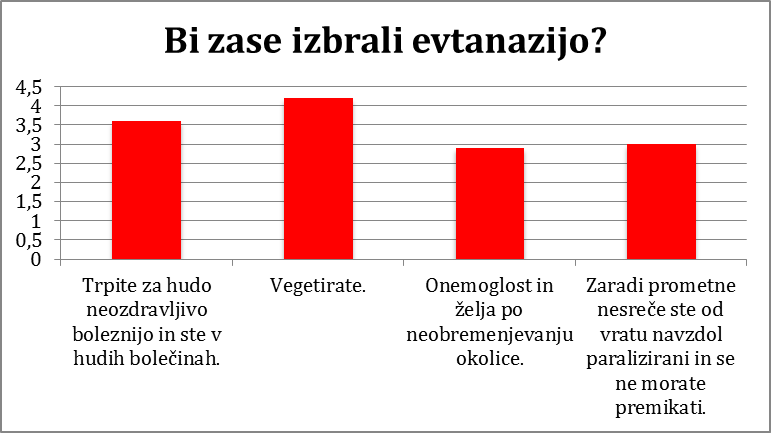 Bi zase izbrali evtanazijo?
4,5
4
3,5
3
2,5
2
1,5
1
0,5
0
Trpite za hudo
neozdravljivo
boleznijo in ste v
hudih bolečinah.
Vegetirate.
Onemoglost in
želja po
neobremenjevanju
okolice.
Zaradi prometne
nesreče ste od
vratu navzdol
paralizirani in se
ne morate
premikati.